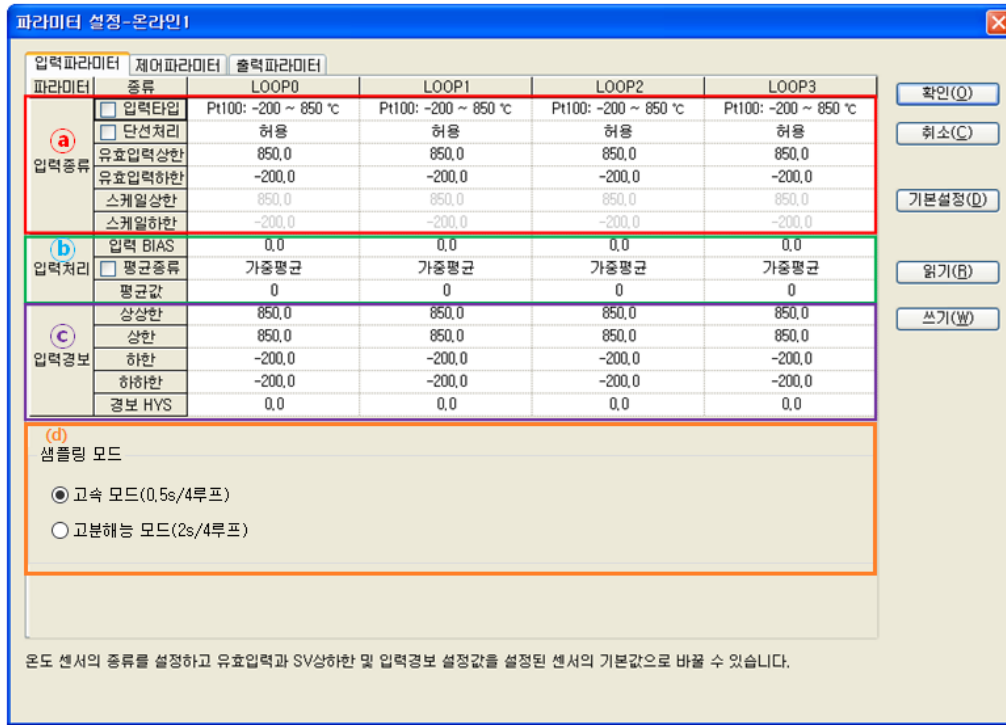 파라미터 설정-온라인1
입력파라미터 제어파라미터 출력파라미터
파라미터 종류 LOOP0 LOOP1 LOOP2 LOOP3
확인(O)
ⓐ
입력종류
입력타입 Pt100: -200 ~ 850 ℃ Pt100: -200 ~ 850 ℃ Pt100: -200 ~ 850 ℃ Pt100: -200 ~ 850 ℃
단선처리 허용 허용 허용 허용
취소(C)
유효입력상한 850,0 850,0 850,0 850,0
유효입력하한 -200,0 -200,0 -200,0 -200,0
스케일상한 850,0 850,0 850,0 850,0
기본설정(D)
스케일하한 -200,0 -200,0 -200,0 -200,0
ⓑ
입력처리
입력 BIAS 0,0 0,0 0,0 0,0
평균종류 가중평균 가중평균 가중평균 가중평균
읽기(R)
평균값 0 0 0 0
ⓒ
입력경보
상상한 850,0 850,0 850,0 850,0
쓰기(W)
상한 850,0 850,0 850,0 850,0
하한 -200,0 -200,0 -200,0 -200,0
하하한 -200,0 -200,0 -200,0 -200,0
경보 HYS 0,0 0,0 0,0 0,0
(d)
샘플링 모드
고속 모드(0,5s/4루프)
고분해능 모드(2s/4루프)
온도 센서의 종류를 설정하고 유효입력과 SV상하한 및 입력경보 설정값을 설정된 센서의 기본값으로 바꿀 수 있습니다.